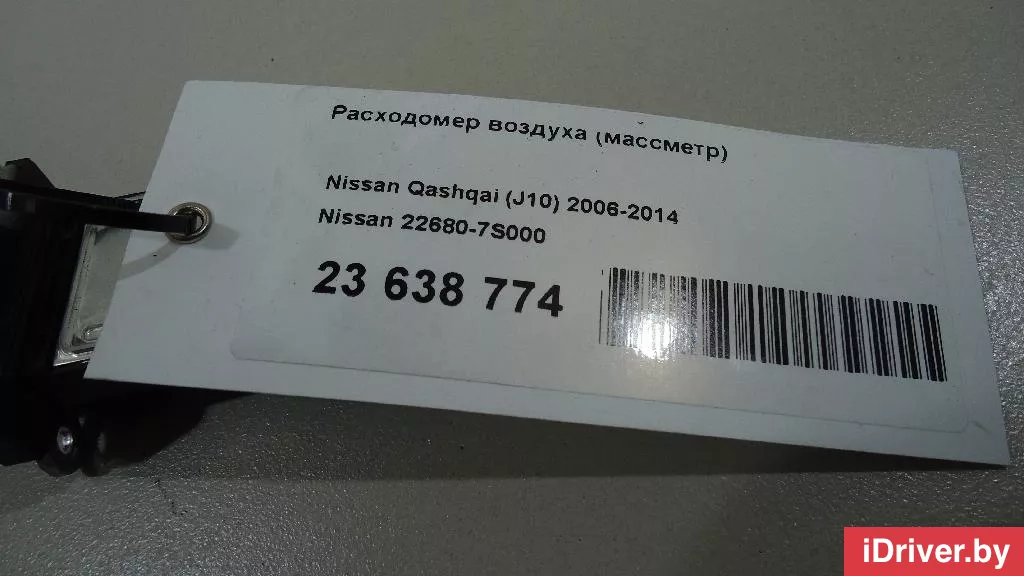 Расходомер воздуха (массметр)
Nissan Qashqai (J10) 2006-2014
Nissan 22680-7S000
23 638 774
iDriver.by